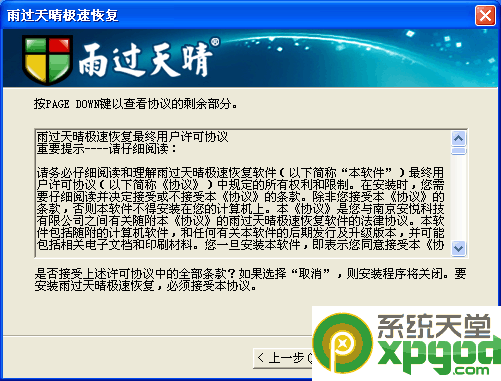 雨过天晴极速恢复
雨过天晴®
按PAGE DOWN键以查看协议的剩余部分。
雨过天晴极速恢复最终用户许可协议
重要提示----请仔细阅读：
请务必仔细阅读和理解雨过天晴极速恢复软件（以下简称“本软件”）最终用
户许可协议（以下简称《协议》）中规定的所有权利和限制。在安装时，您需
要仔细阅读并决定接受或不接受本《协议》的条款。除非您接受本《协议》的
条款，否则本软件不得安装在您的计算机上。本《协议》是您与南京安悦科技
有限公司之间有关随附本《协议》的雨过天晴极速恢复软件的法律协议。本软
件包括随附的计算机软件，和任何有关本软件的后期发行及升级版本，并可能
包括相关电子文档和印刷材料。您一旦安装本软件，即表示您同意接受本《协
是否接受上述许可协议中的全部条款？如果选择“取消”，则安装程序将关闭。要
安装雨过天晴极速恢复，必须接受本协议。
<上一步(
系统天堂
xpgod